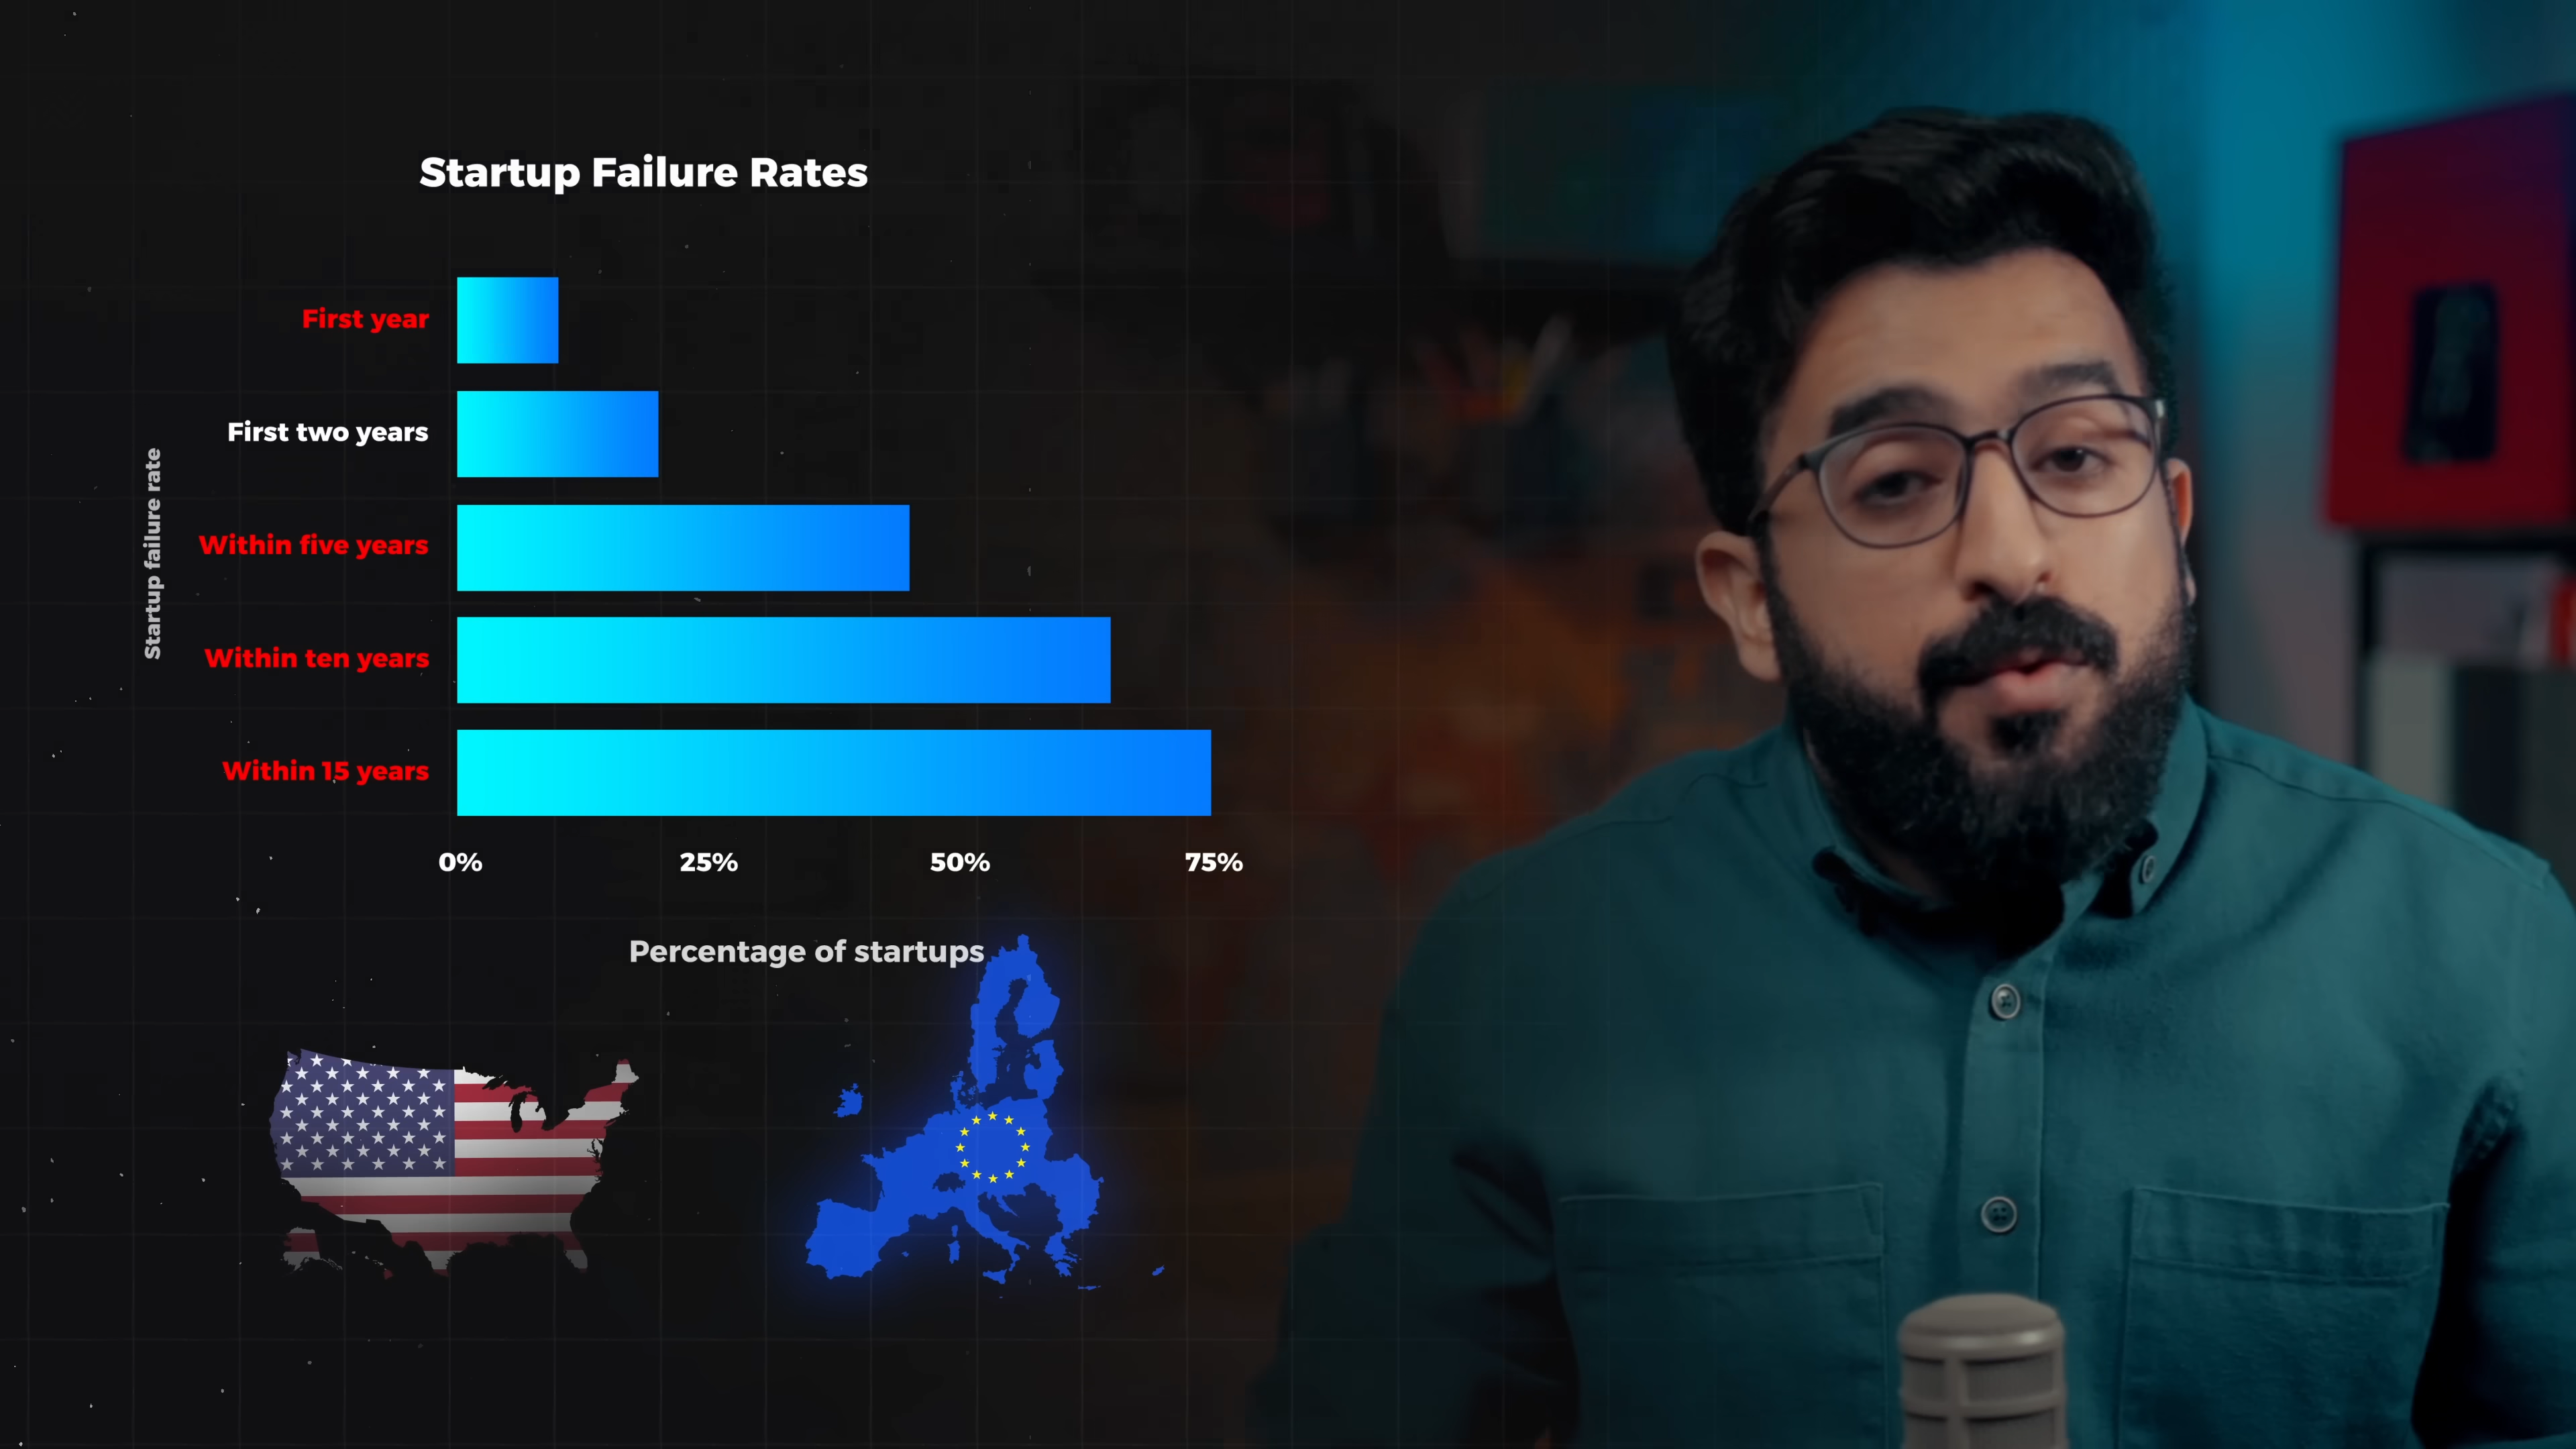 Startup Failure Rates
First year
First two years
Within five years
Within ten years
Within 15 years
Startup failure rate
0% 25% 50% 75%
Percentage of startups